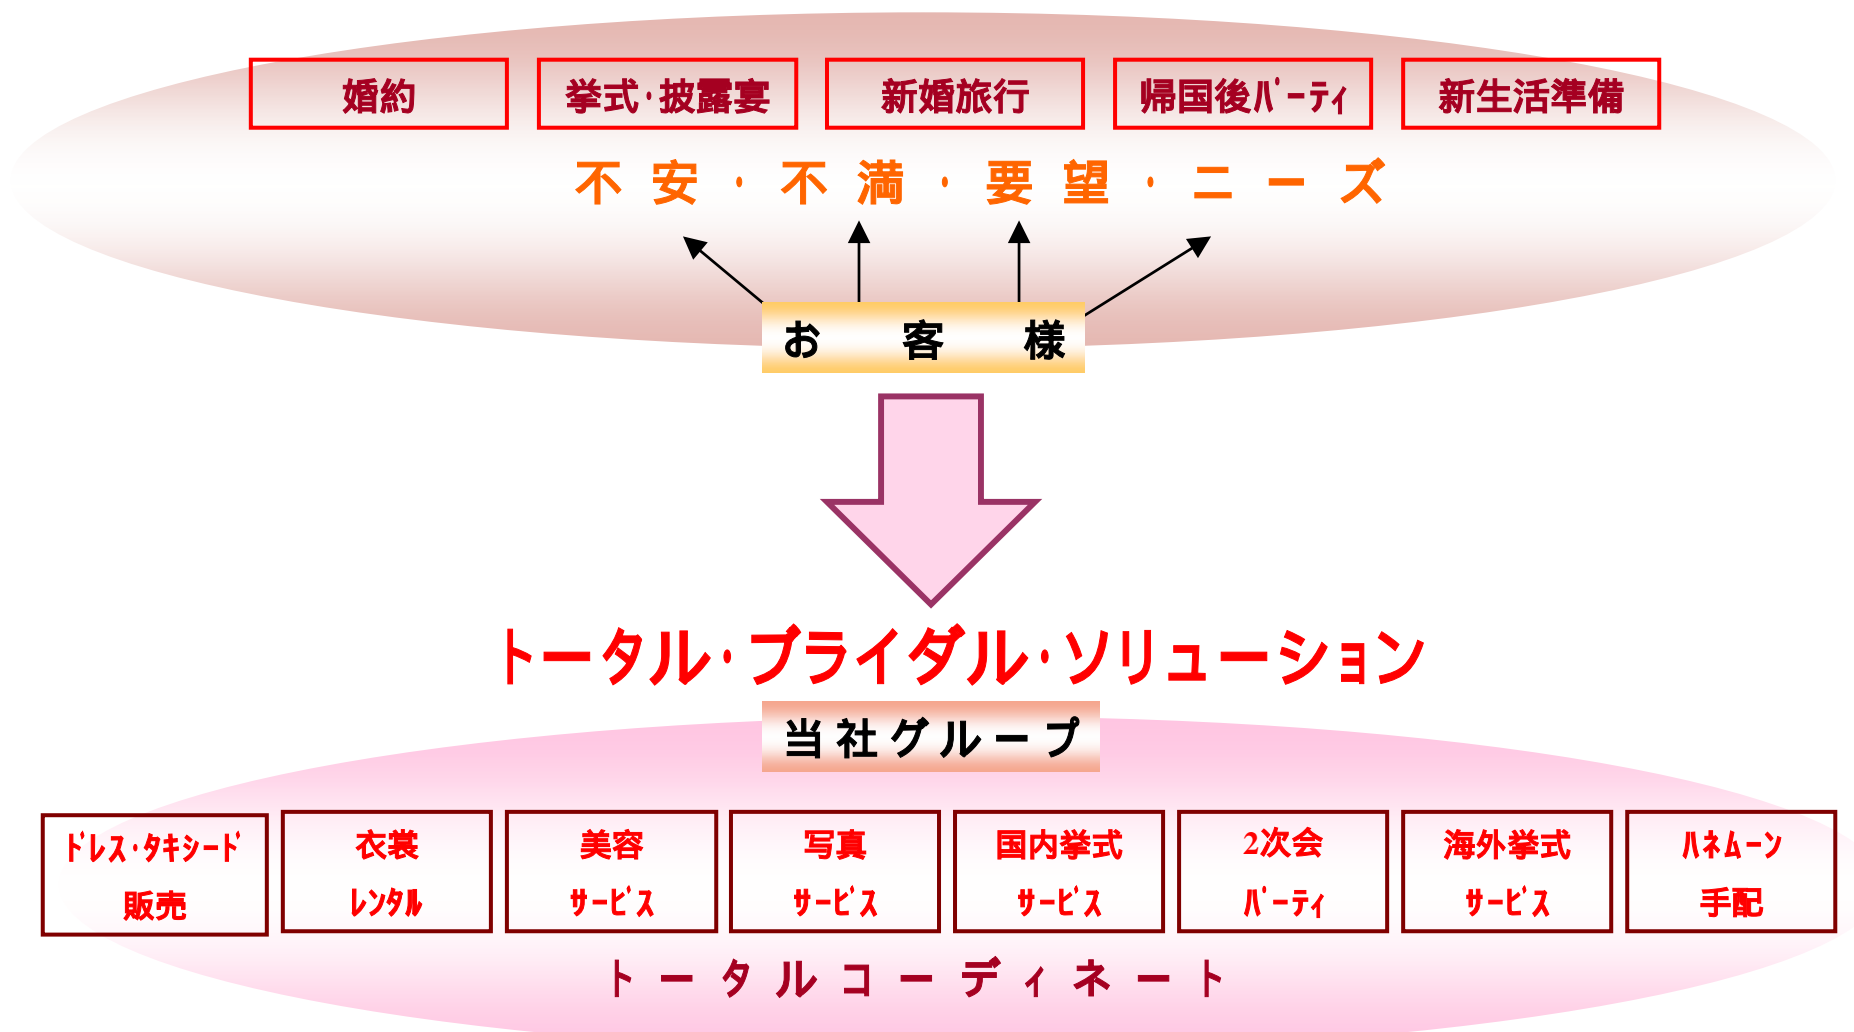 婚約
挙式・披露宴
新婚旅行
帰国後ﾊﾟｰﾃｨ
新生活準備
不安・不満・要望・ニーズ
お客様
トータル・ブライダル・ソリューション
当社グループ
ﾄﾞﾚｽ・ﾀｷｼｰﾄﾞ
販売
衣裳
ﾚﾝﾀﾙ
美容
ｻｰﾋﾞｽ
写真
ｻｰﾋﾞｽ
国内挙式
ｻｰﾋﾞｽ
2次会
ﾊﾟｰﾃｨ
海外挙式
ｻｰﾋﾞｽ
ﾊﾈﾑｰﾝ
手配
トータルコーディネート